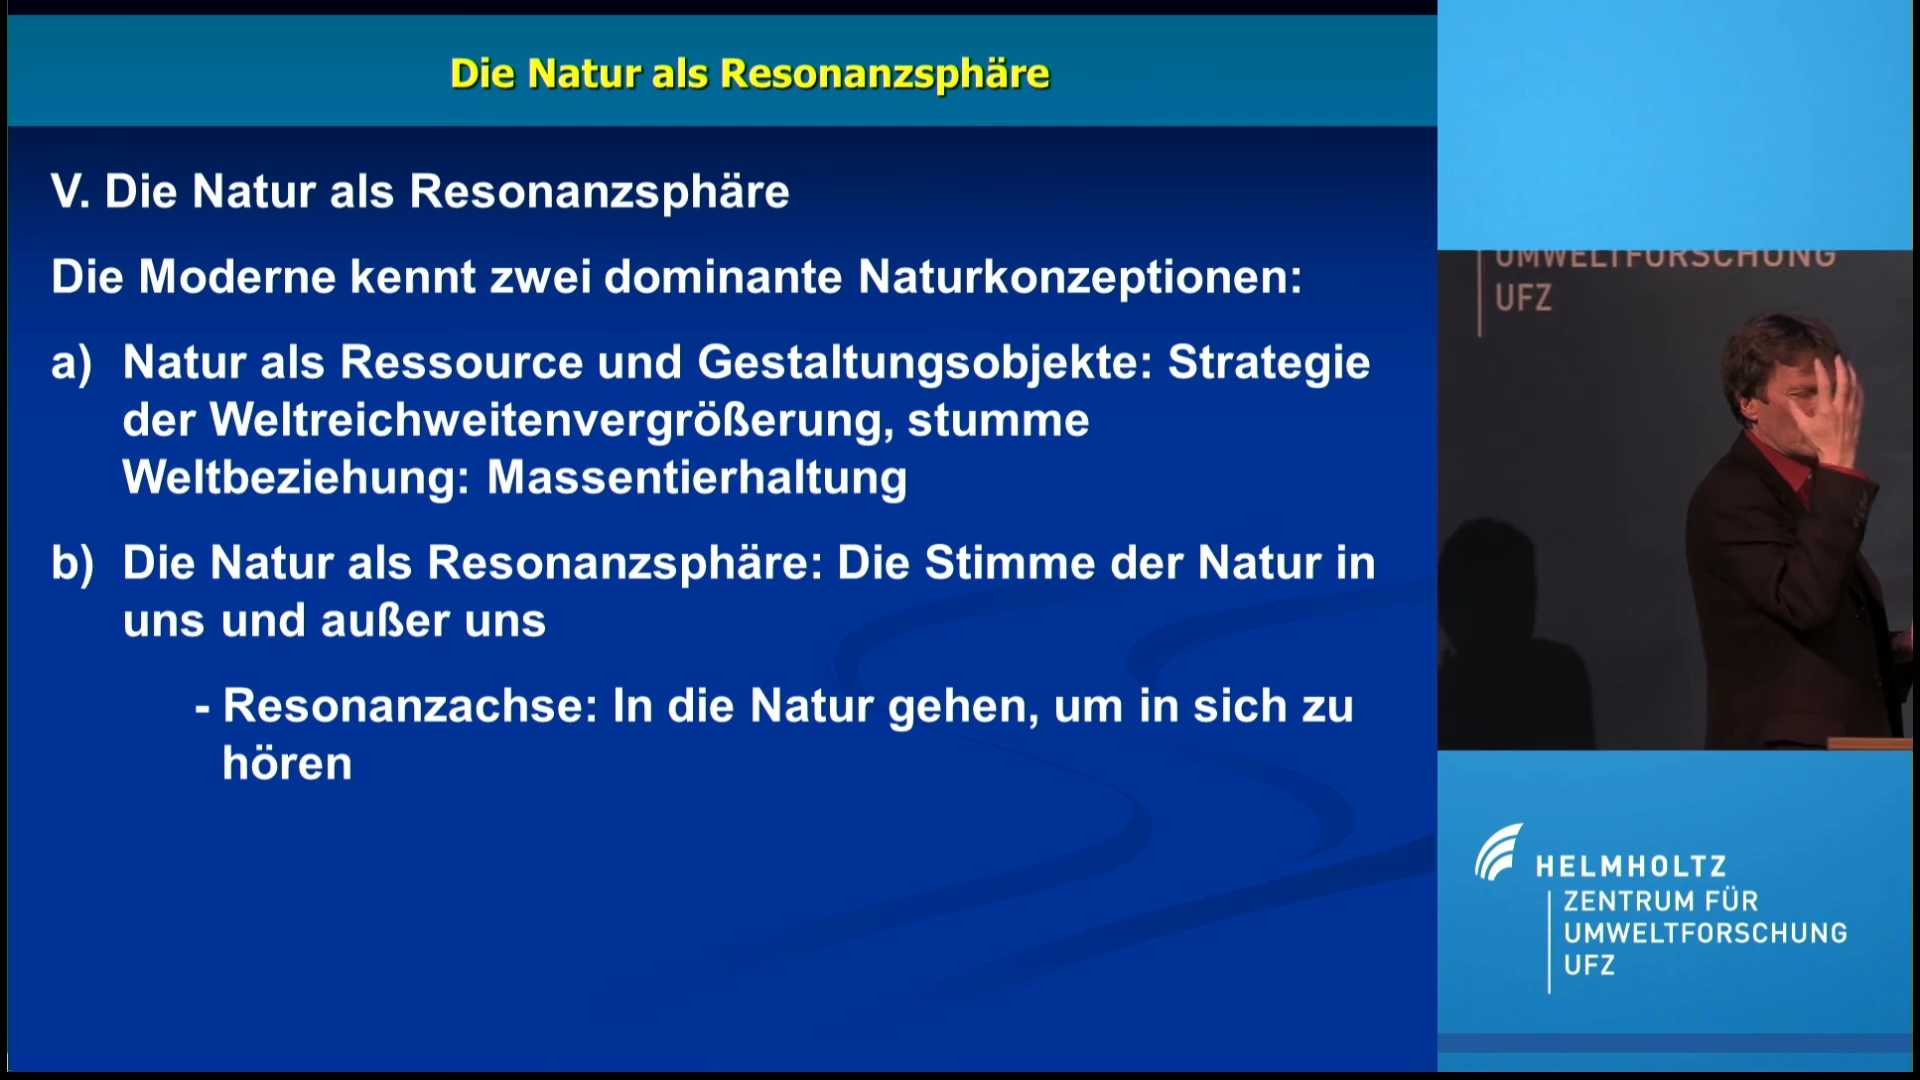 Die Natur als Resonanzsphäre
V. Die Natur als Resonanzsphäre
Die Moderne kennt zwei dominante Naturkonzeptionen:
a) Natur als Ressource und Gestaltungsobjekte: Strategie
der Weltreichweitenvergrößerung, stumme
Weltbeziehung: Massentierhaltung
b) Die Natur als Resonanzsphäre: Die Stimme der Natur in
uns und außer uns
- Resonanzachse: In die Natur gehen, um in sich zu
hören
UMWELTFORSCHUNG
UFZ
HELMHOLTZ
ZENTRUM FÜR
UMWELTFORSCHUNG
UFZ